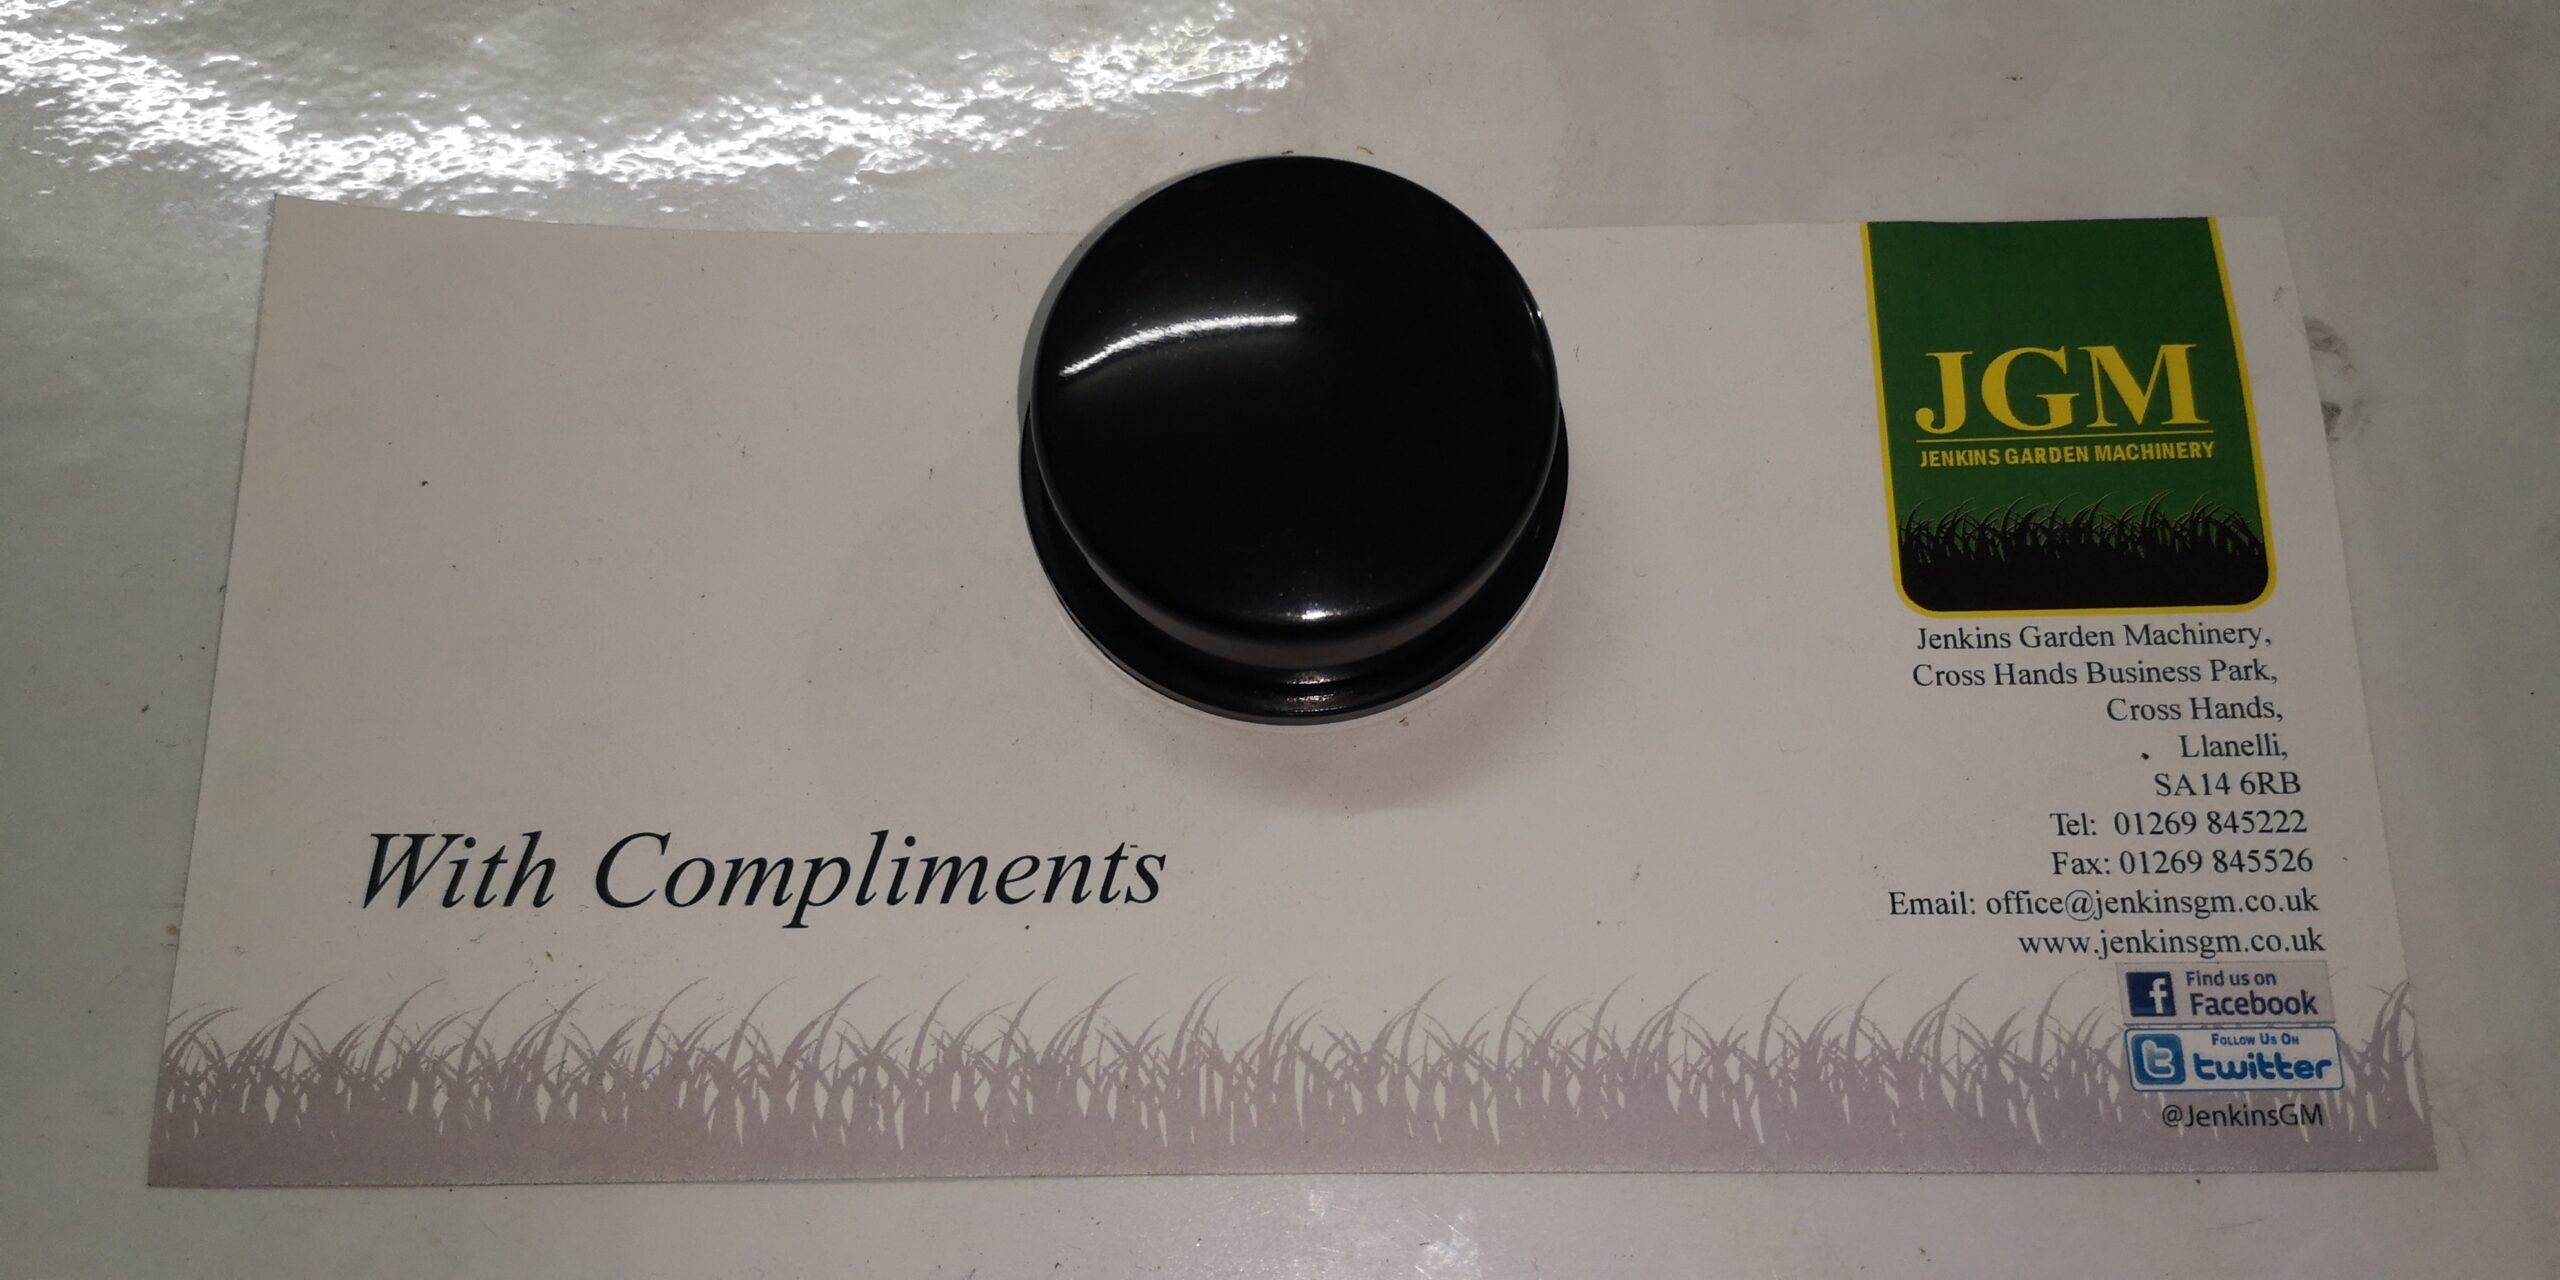 JGM
JENKINS GARDEN MACHINERY
Jenkins Garden Machinery,
Cross Hands Business Park,
Cross Hands,
Llanelli,
SA14 6RB
Tel: 01269 845222
Fax: 01269 845526
Email: office@jenkinsgm.co.uk
www.jenkinsgm.co.uk
With Compliments
f Find us on
Facebook
FOLLOW US ON
t twitter
@JenkinsGM